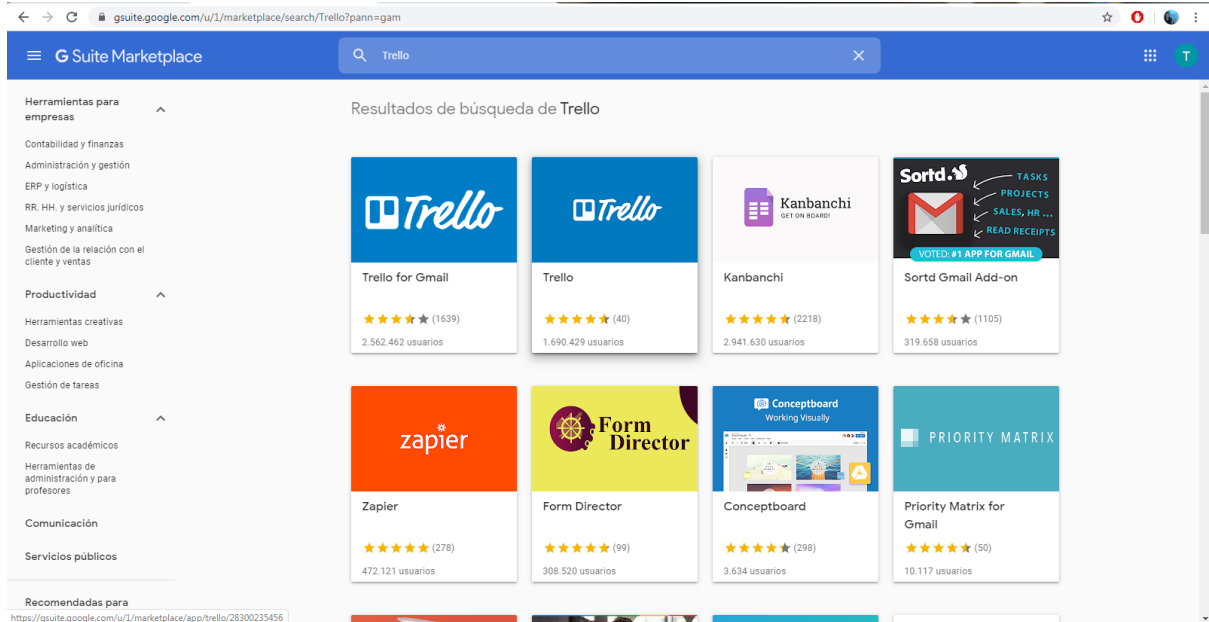 gsuite.google.com/u/1/marketplace/search/Trello?pann=gam
G Suite Marketplace
Trello
T
Herramientas para
empresas
Contabilidad y finanzas
Administración y gestión
ERP y logística
RR. HH. y servicios jurídicos
Marketing y analítica
Gestión de la relación con el
cliente y ventas
Productividad
Herramientas creativas
Desarrollo web
Aplicaciones de oficina
Gestión de tareas
Educación
Recursos académicos
Herramientas de
administración y para
profesores
Comunicación
Servicios públicos
Recomendadas para
https://gsuite.google.com/u/1/marketplace/app/trello/28300235456
Resultados de búsqueda de Trello
Trello
Trello for Gmail
(1639)
2.562.462 usuarios
Trello
Trello
(40)
1.690.429 usuarios
Kanbanchi
GET ON BOARD!
Kanbanchi
(2218)
2.941.630 usuarios
Sortd.
TASKS
PROJECTS
SALES, HR ...
READ RECEIPTS
VOTED: #1 APP FOR GMAIL
Sortd Gmail Add-on
(1105)
319.658 usuarios
zapier
Zapier
(278)
472.121 usuarios
Form
Director
Form Director
(99)
308.520 usuarios
Conceptboard
Working Visually
Conceptboard
(298)
3.634 usuarios
PRIORITY MATRIX
Priority Matrix for
Gmail
(50)
10.117 usuarios